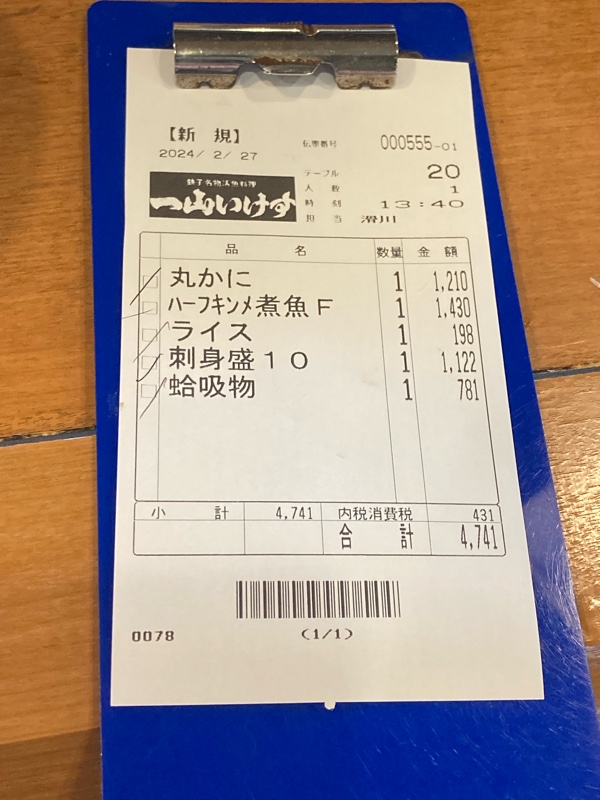 【新 規】
伝票番号 000555-01
2024/ 2/ 27
テーブル 20
人 数 1
銚子名物活魚料理
一山いけす
時 刻 13:40
担 当 滑川
品 名 数量 金 額
丸かに 1 1,210
ハーフキンメ煮魚F 1 1,430
ライス 1 198
刺身盛10 1 1,122
蛤吸物 1 781
小 計 4,741 内税消費税 431
合 計 4,741
0078 (1/1)